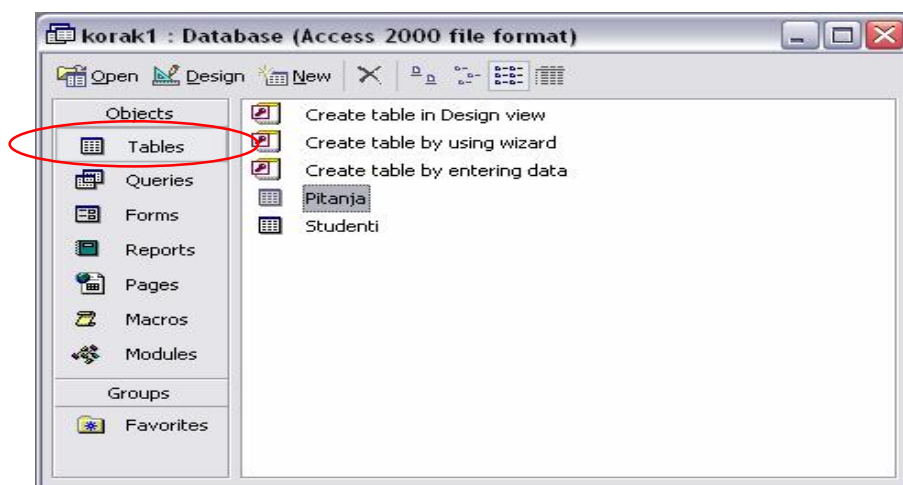 korak1 : Database (Access 2000 file format)
Open Design New
Objects
Tables
Queries
Forms
Reports
Pages
Macros
Modules
Groups
Favorites
Create table in Design view
Create table by using wizard
Create table by entering data
Pitanja
Studenti